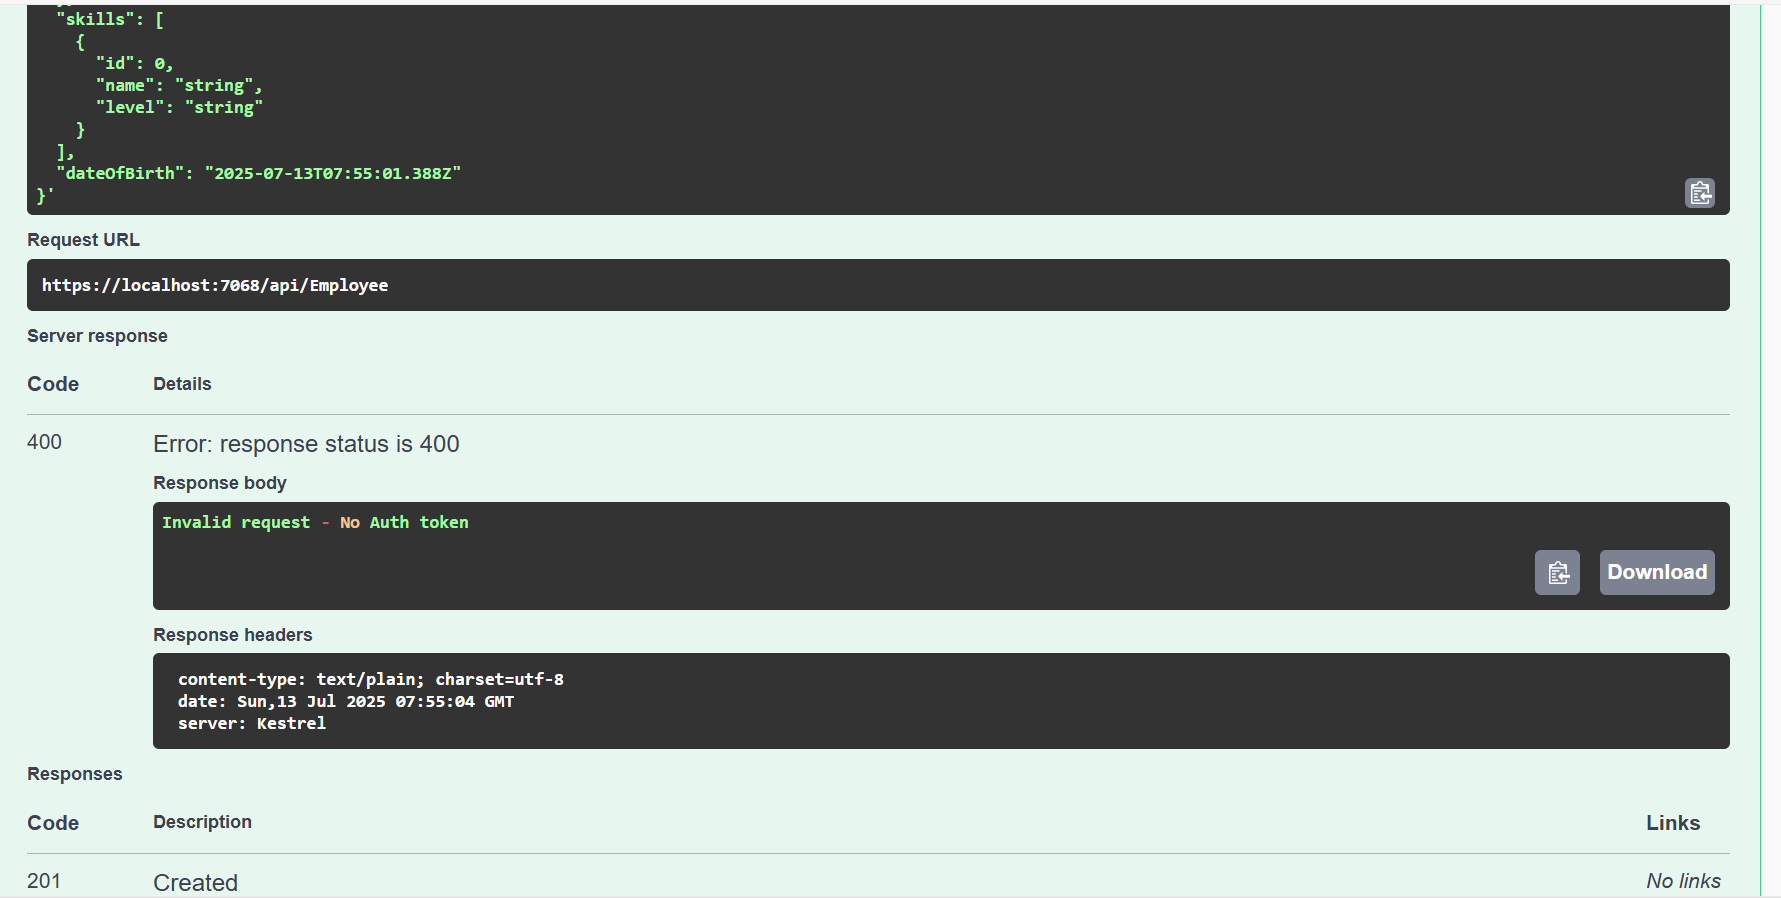 "skills": [
{
"id": 0,
"name": "string",
"level": "string"
}
],
"dateOfBirth": "2025-07-13T07:55:01.388Z"
}'
Request URL
https://localhost:7068/api/Employee
Server response
Code Details
400 Error: response status is 400
Response body
Invalid request - No Auth token
Download
Response headers
content-type: text/plain; charset=utf-8
date: Sun,13 Jul 2025 07:55:04 GMT
server: Kestrel
Responses
Code Description Links
201 Created No links